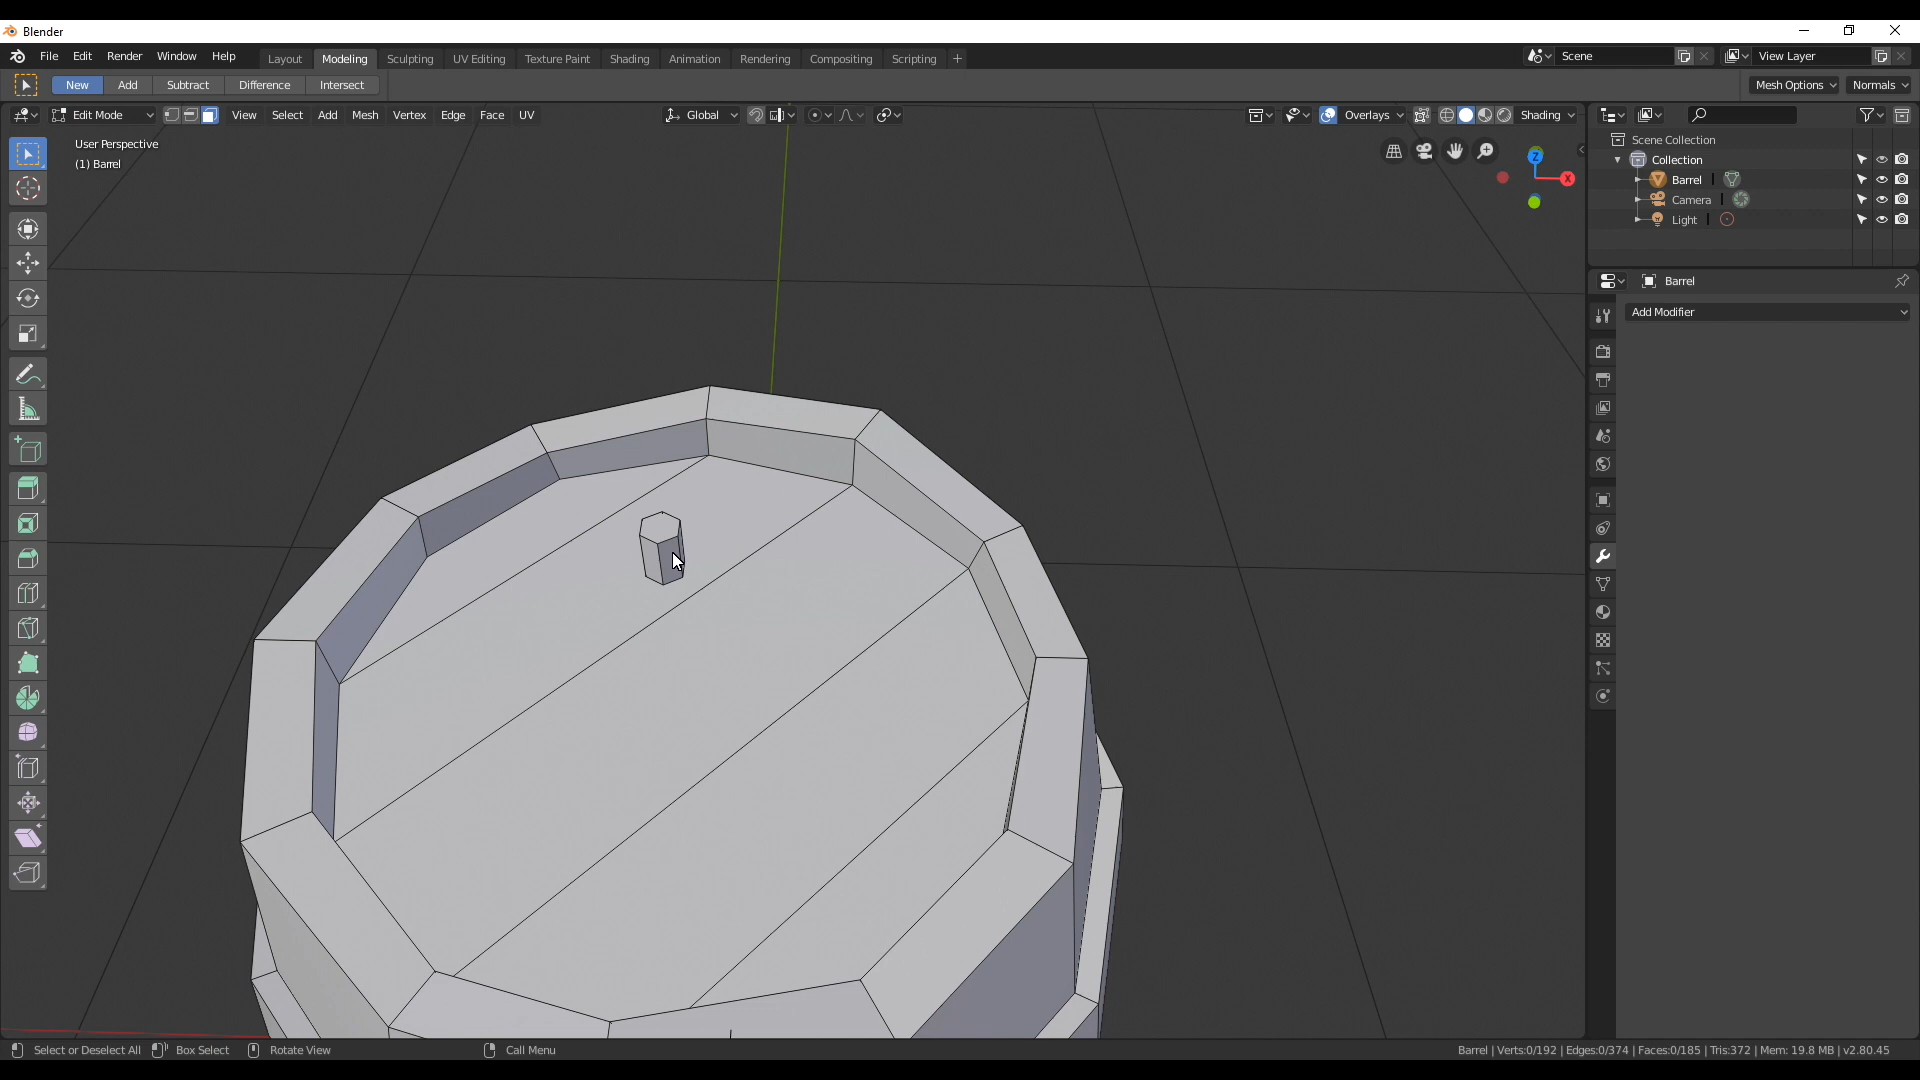 Blender
File Edit Render Window Help Layout Modeling Sculpting UV Editing Texture Paint Shading Animation Rendering Compositing Scripting + Scene View Layer
New Add Subtract Difference Intersect Mesh Options Normals
Edit Mode View Select Add Mesh Vertex Edge Face UV Global Overlays Shading
User Perspective
(1) Barrel
Z
X
Scene Collection
Collection
Barrel
Camera
Light
Barrel
Add Modifier
Select or Deselect All Box Select Rotate View Call Menu Barrel | Verts:0/192 | Edges:0/374 | Faces:0/185 | Tris:372 | Mem: 19.8 MB | v2.80.45